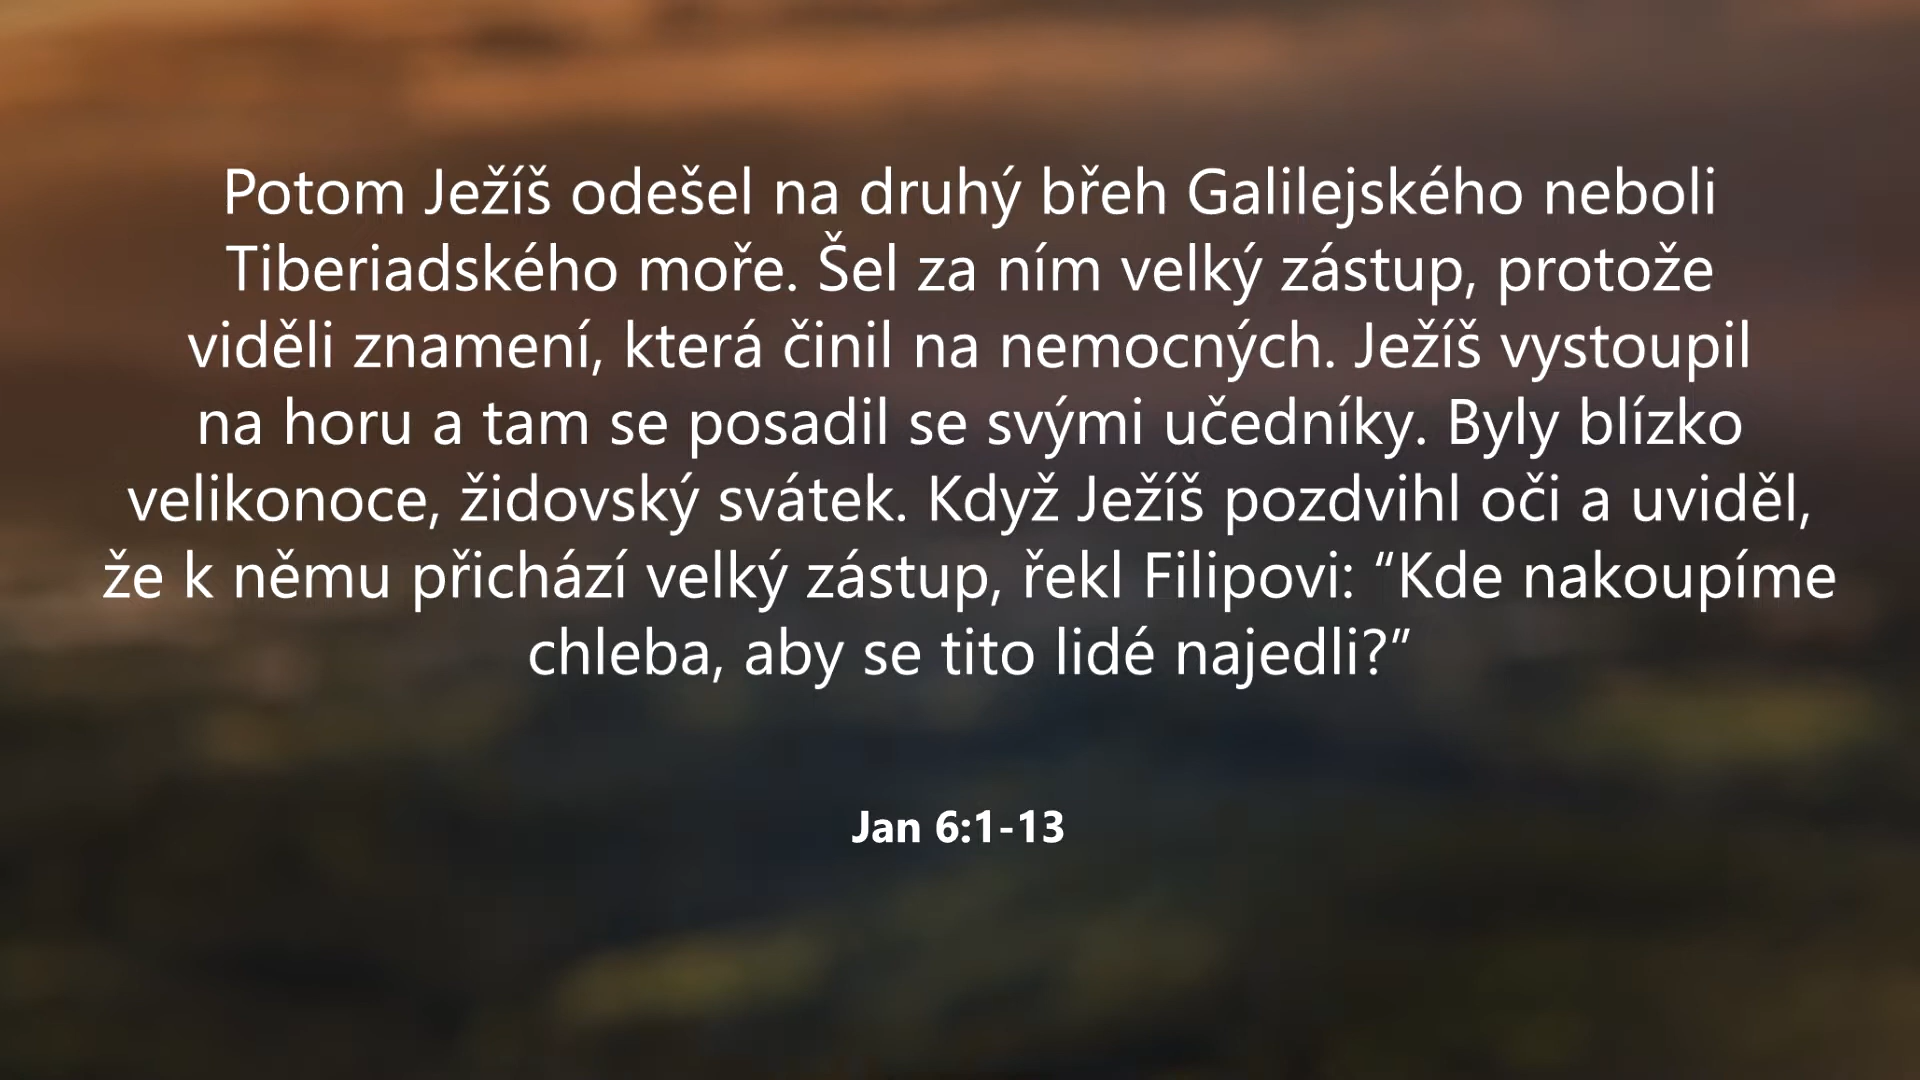 Potom Ježíš odešel na druhý břeh Galilejského neboli
Tiberiadského moře. Šel za ním velký zástup, protože
viděli znamení, která činil na nemocných. Ježíš vystoupil
na horu a tam se posadil se svými učedníky. Byly blízko
velikonoce, židovský svátek. Když Ježíš pozdvihl oči a uviděl,
že k němu přichází velký zástup, řekl Filipovi: “Kde nakoupíme
chleba, aby se tito lidé najedli?”
Jan 6:1-13